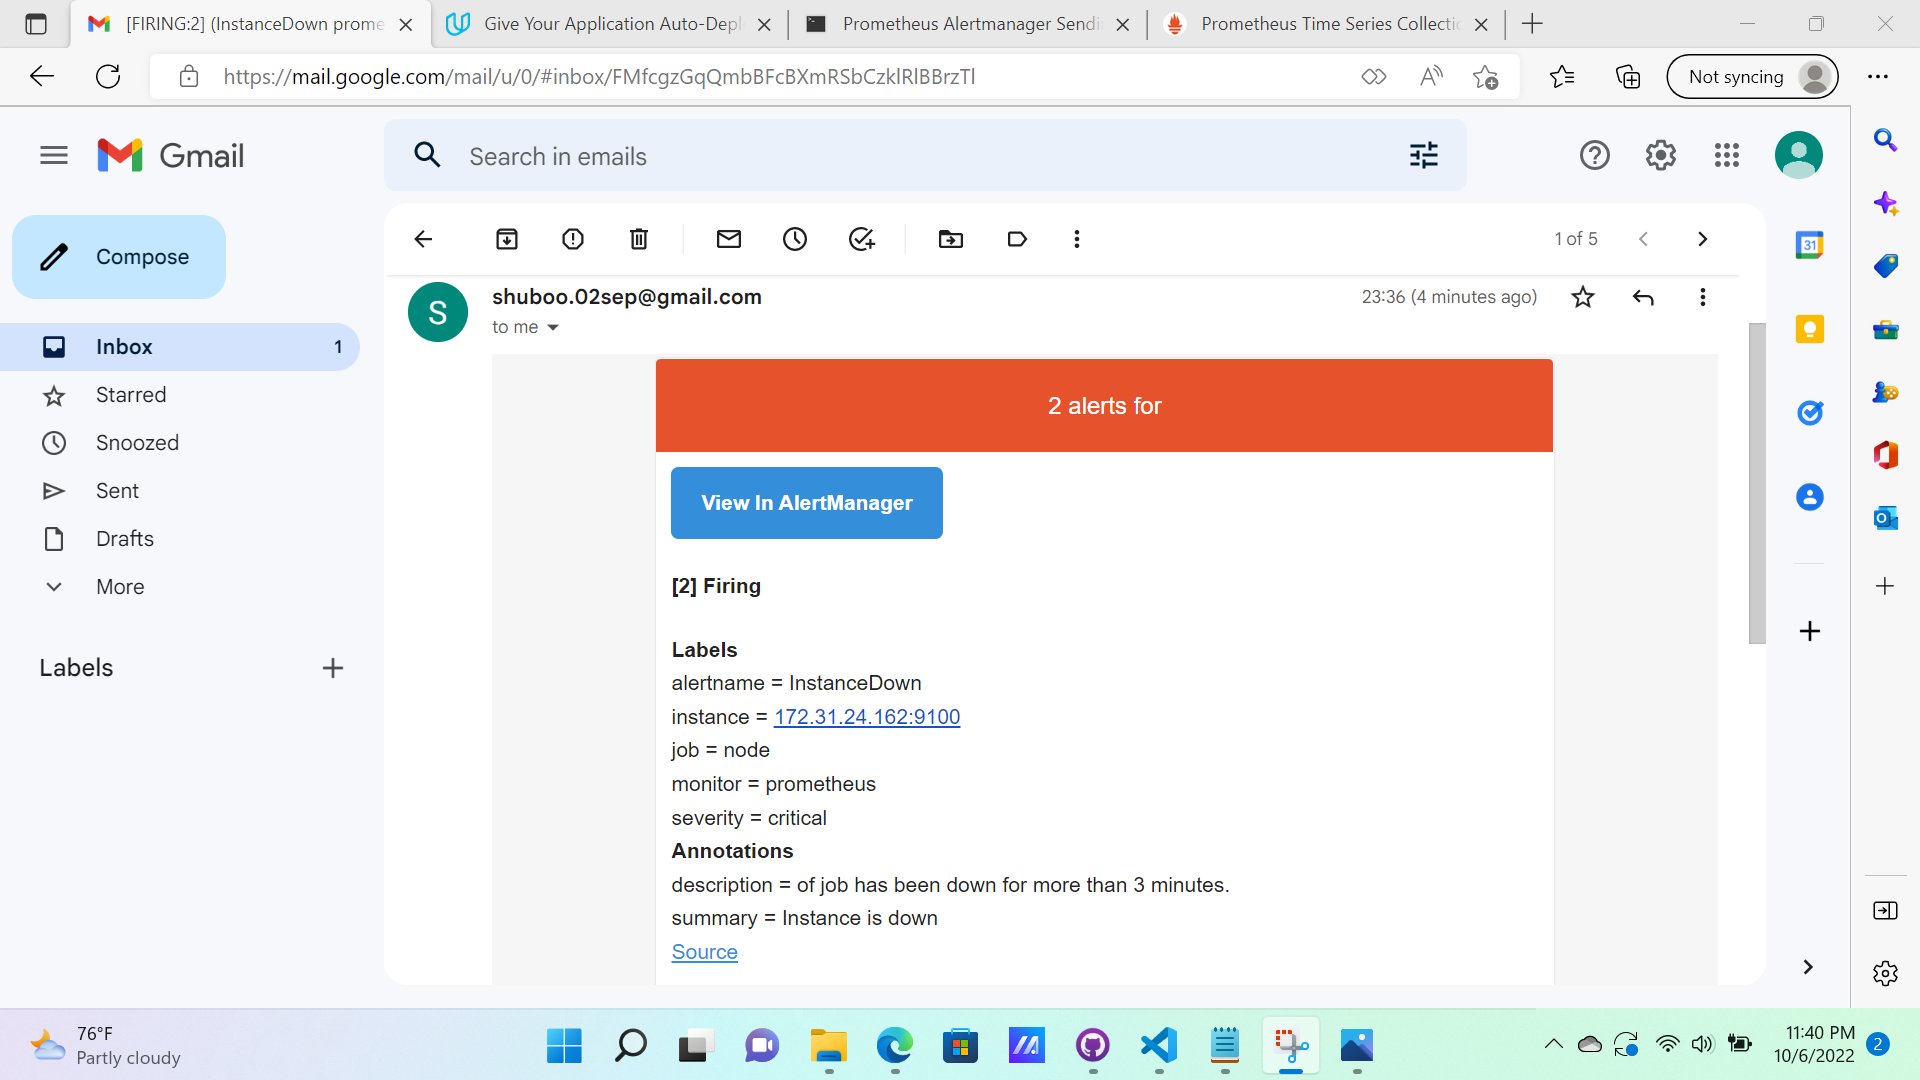 [FIRING:2] (InstanceDown prome
Give Your Application Auto-Depl
Prometheus Alertmanager Sendi
Prometheus Time Series Collectio
https://mail.google.com/mail/u/0/#inbox/FMfcgzGqQmbBFcBXmRSbCzklRlBBrzTl
Not syncing
Gmail
Search in emails
Compose
Inbox 1
Starred
Snoozed
Sent
Drafts
More
Labels
1 of 5
S
shuboo.02sep@gmail.com
23:36 (4 minutes ago)
to me
2 alerts for
View In AlertManager
[2] Firing
Labels
alertname = InstanceDown
instance = 172.31.24.162:9100
job = node
monitor = prometheus
severity = critical
Annotations
description = of job has been down for more than 3 minutes.
summary = Instance is down
Source
31
76°F
Partly cloudy
11:40 PM
10/6/2022
2